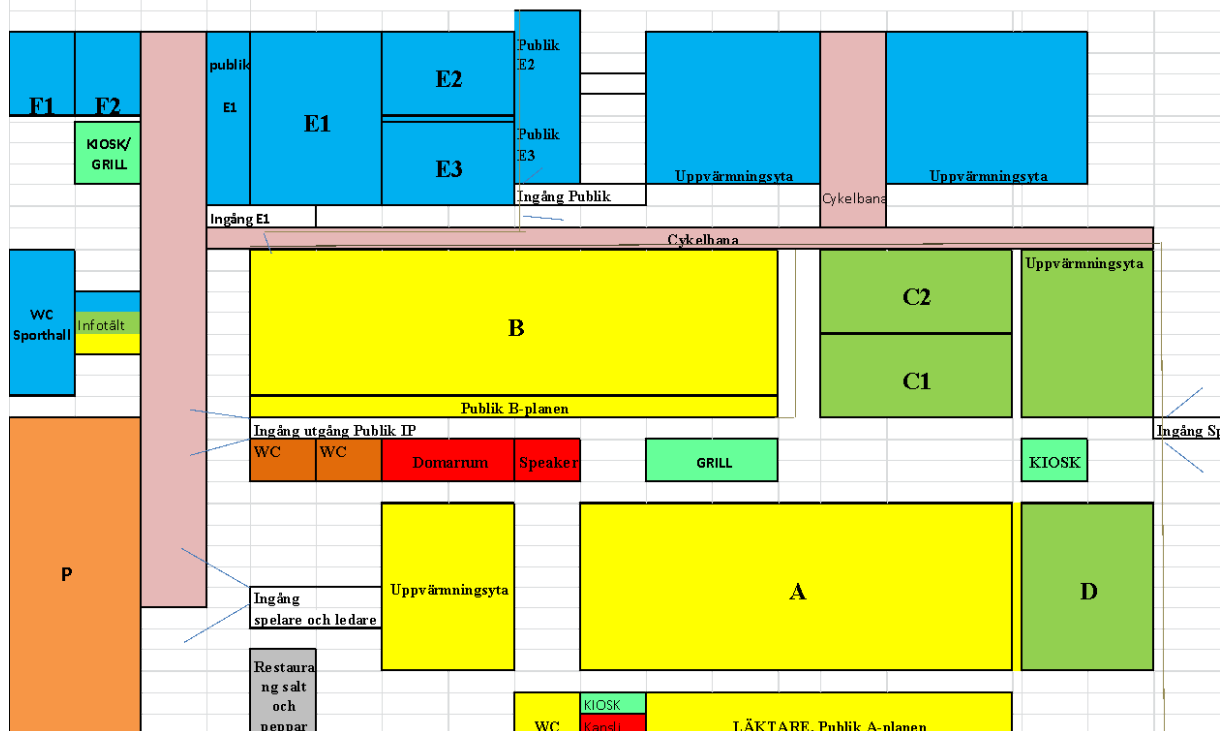 Publik
E2
publik
E1
F1
F2
E1
E2
E3
Publik
E3
KIOSK/
GRILL
Uppvärmningsyta
Uppvärmningsyta
Ingång Publik
Cykelbana
Ingång E1
Cykelbana
WC
Sporthall
Infotält
B
C2
C1
Uppvärmningsyta
Publik B-planen
Ingång utgång Publik IP
Ingång Sp
WC
WC
Domarrum
Speaker
GRILL
KIOSK
P
Uppvärmningsyta
A
D
Ingång
spelare och ledare
Restaura
ng salt
och
peppar
WC
KIOSK
Kansli
LÄKTARE, Publik A-planen